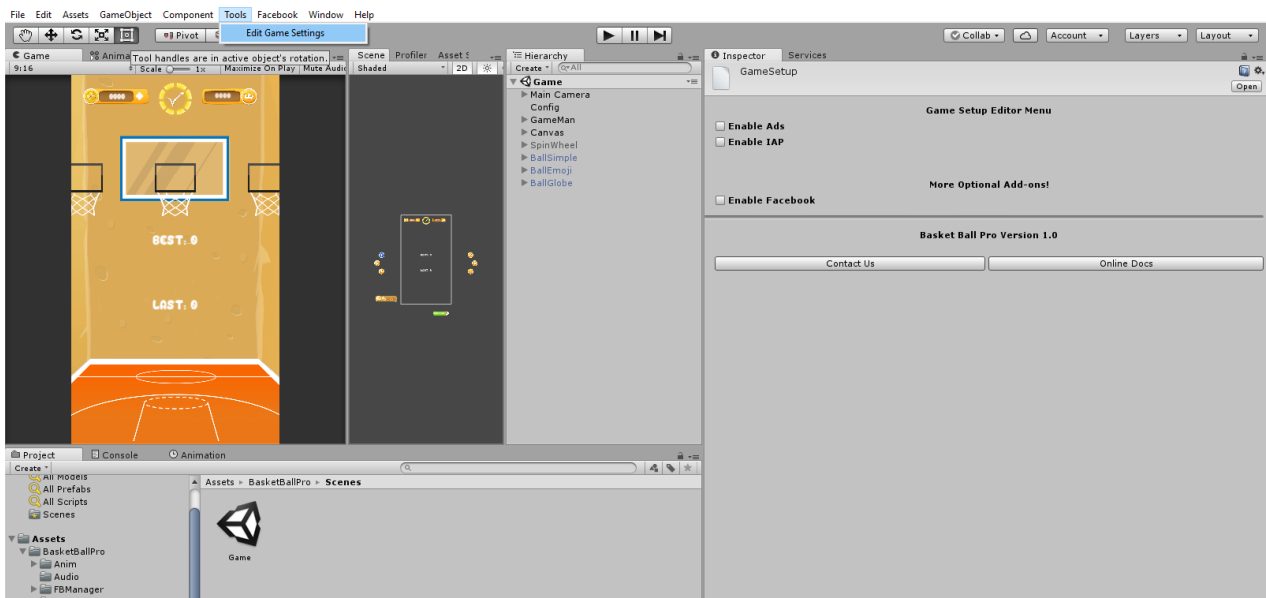 File Edit Assets GameObject Component Tools Facebook Window Help
Edit Game Settings
Pivot
Collab
Account
Layers
Layout
Game
Anima
Tool handles are in active object's rotation.
9:16
Scale 1x Maximize On Play Mute Audio
0000
0000
BEST: 0
LAST: 0
Scene Profiler Asset S
Shaded 2D
Hierarchy
Create All
Game
Main Camera
Config
GameMan
Canvas
SpinWheel
BallSimple
BallEmoji
BallGlobe
Inspector Services
GameSetup
Open
Game Setup Editor Menu
Enable Ads
Enable IAP
More Optional Add-ons!
Enable Facebook
Basket Ball Pro Version 1.0
Contact Us Online Docs
Project Console Animation
Create
All Models
All Prefabs
All Scripts
Scenes
Assets
BasketBallPro
Anim
Audio
FBManager
Assets BasketBallPro Scenes
Game